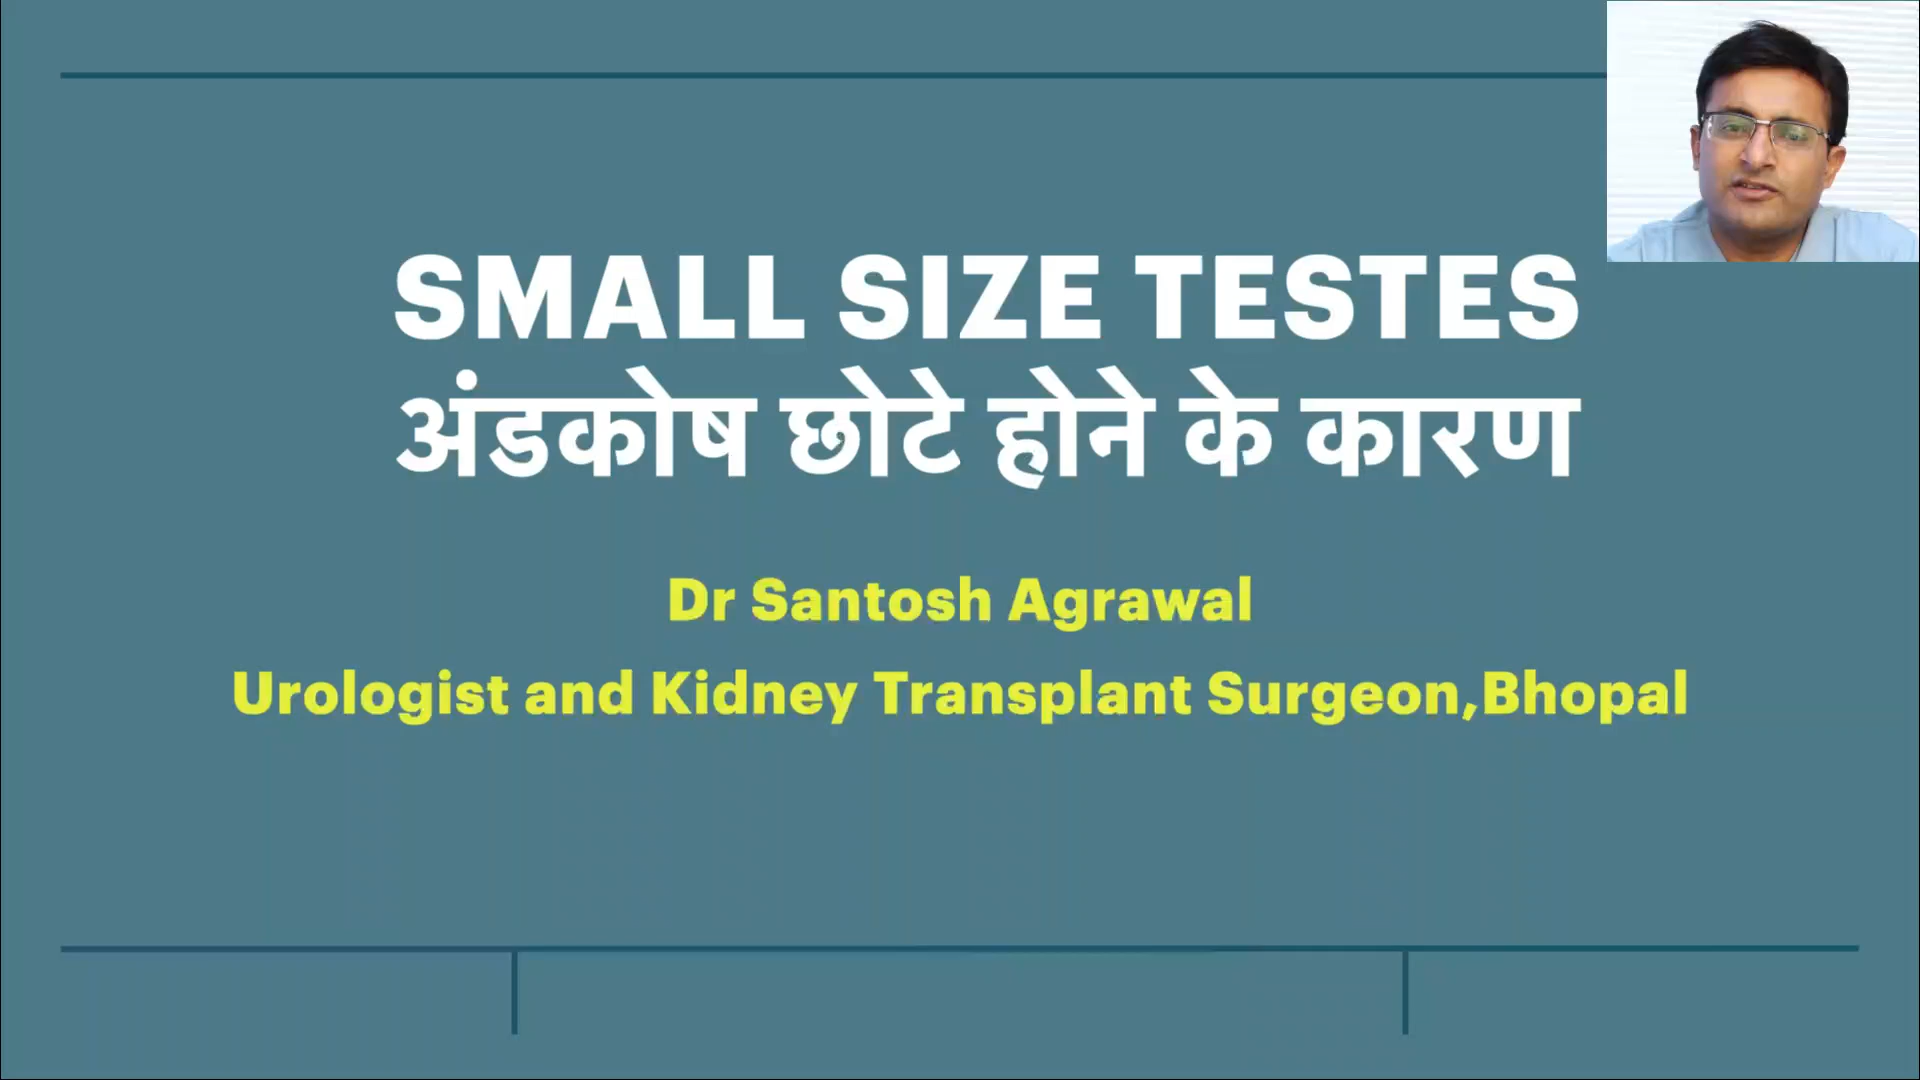 SMALL SIZE TESTES
अंडकोष छोटे होने के कारण
Dr Santosh Agrawal
Urologist and Kidney Transplant Surgeon,Bhopal